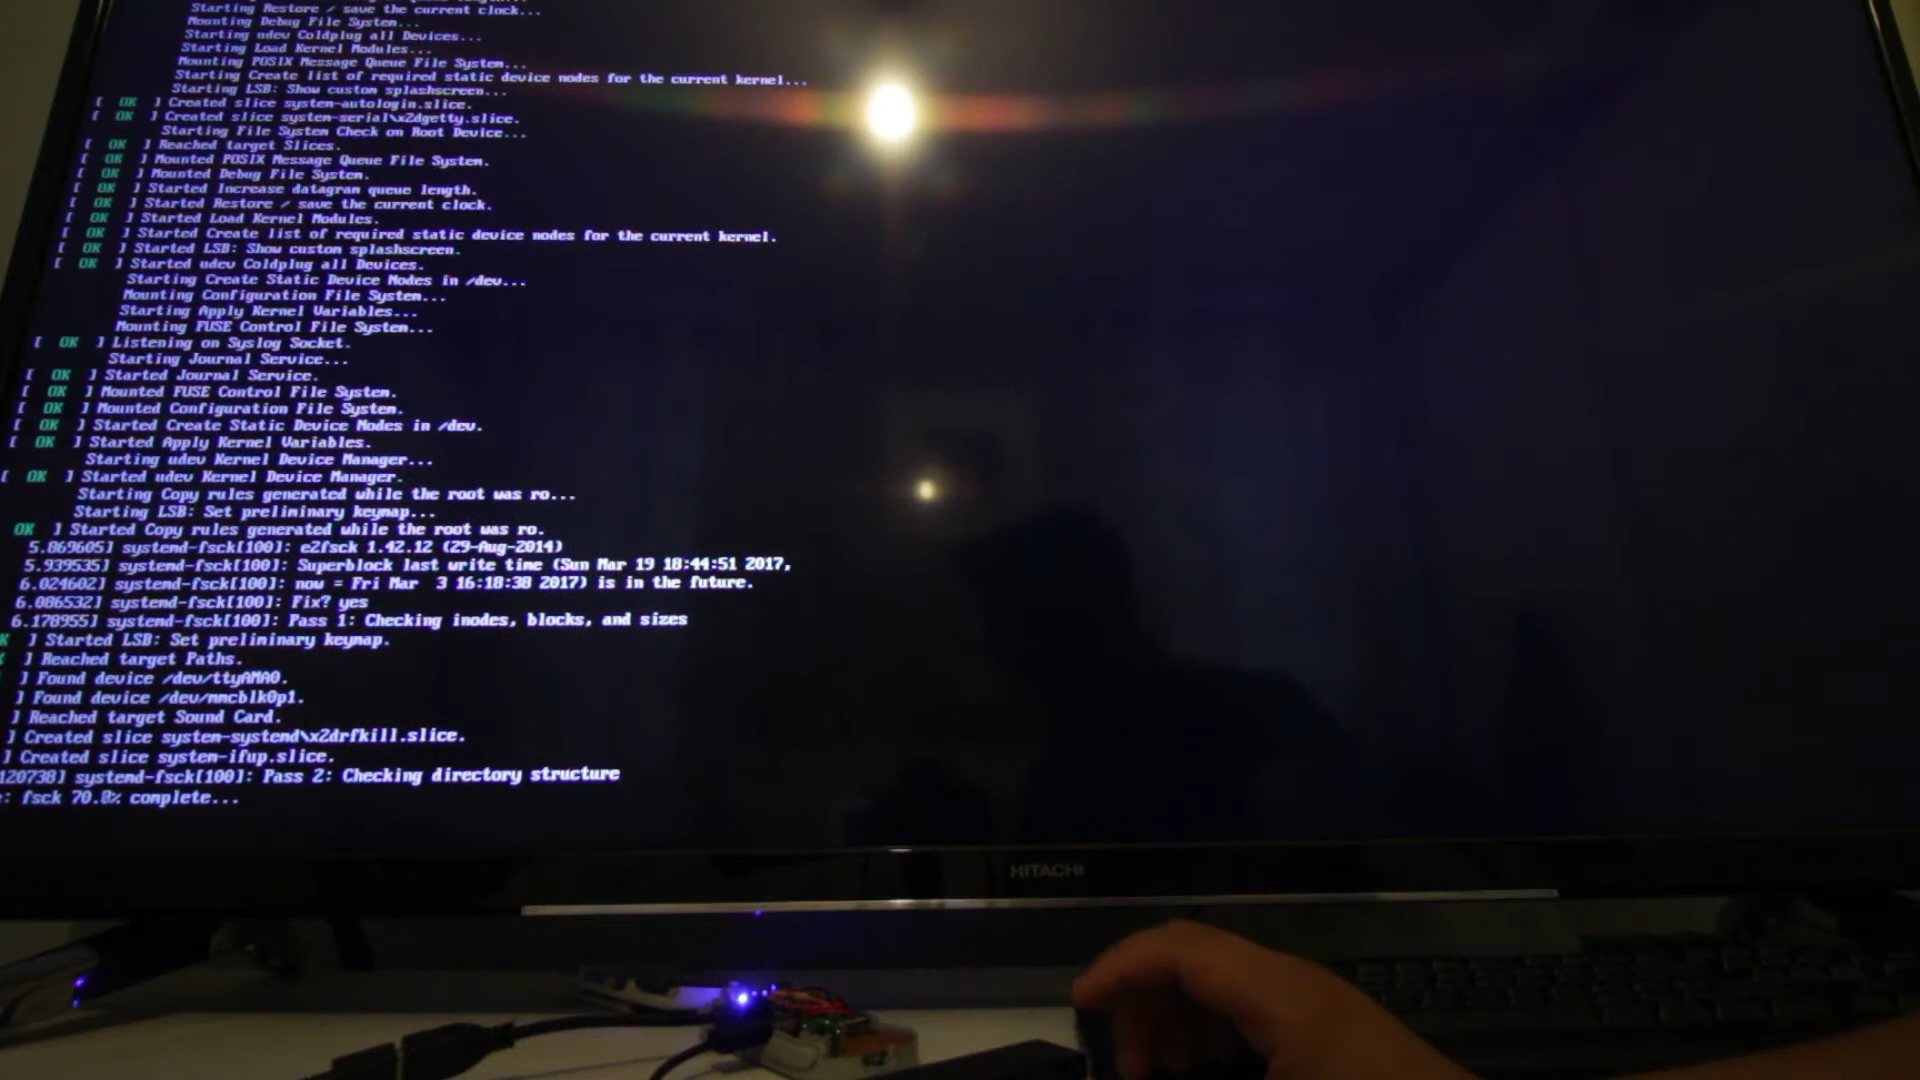 Starting Restore / save the current clock...
Mounting Debug File System...
Starting udev Coldplug all Devices...
Starting Load Kernel Modules...
Mounting POSIX Message Queue File System...
Starting Create list of required static device nodes for the current kernel...
Starting LSB: Show custom splashscreen...
[ OK ] Created slice system-autologin.slice.
[ OK ] Created slice system-serial\x2dgetty.slice.
Starting File System Check on Root Device...
[ OK ] Reached target Slices.
[ OK ] Mounted POSIX Message Queue File System.
[ OK ] Mounted Debug File System.
[ OK ] Started Increase datagram queue length.
[ OK ] Started Restore / save the current clock.
[ OK ] Started Load Kernel Modules.
[ OK ] Started Create list of required static device nodes for the current kernel.
[ OK ] Started LSB: Show custom splashscreen.
[ OK ] Started udev Coldplug all Devices.
Starting Create Static Device Nodes in /dev...
Mounting Configuration File System...
Starting Apply Kernel Variables...
Mounting FUSE Control File System...
[ OK ] Listening on Syslog Socket.
Starting Journal Service...
[ OK ] Started Journal Service.
[ OK ] Mounted FUSE Control File System.
[ OK ] Mounted Configuration File System.
[ OK ] Started Create Static Device Nodes in /dev.
[ OK ] Started Apply Kernel Variables.
Starting udev Kernel Device Manager...
[ OK ] Started udev Kernel Device Manager.
Starting Copy rules generated while the root was ro...
Starting LSB: Set preliminary keymap...
OK ] Started Copy rules generated while the root was ro.
5.869605] systemd-fsck[100]: e2fsck 1.42.12 (29-Aug-2014)
5.939535] systemd-fsck[100]: Superblock last write time (Sun Mar 19 18:44:51 2017,
6.024602] systemd-fsck[100]: now = Fri Mar 3 16:18:38 2017) is in the future.
6.086532] systemd-fsck[100]: Fix? yes
6.178955] systemd-fsck[100]: Pass 1: Checking inodes, blocks, and sizes
K ] Started LSB: Set preliminary keymap.
] Reached target Paths.
] Found device /dev/ttyAMA0.
] Found device /dev/mmcblk0p1.
] Reached target Sound Card.
] Created slice system-systemd\x2drfkill.slice.
] Created slice system-ifup.slice.
120738] systemd-fsck[100]: Pass 2: Checking directory structure
: fsck 70.8% complete...
HITACHI